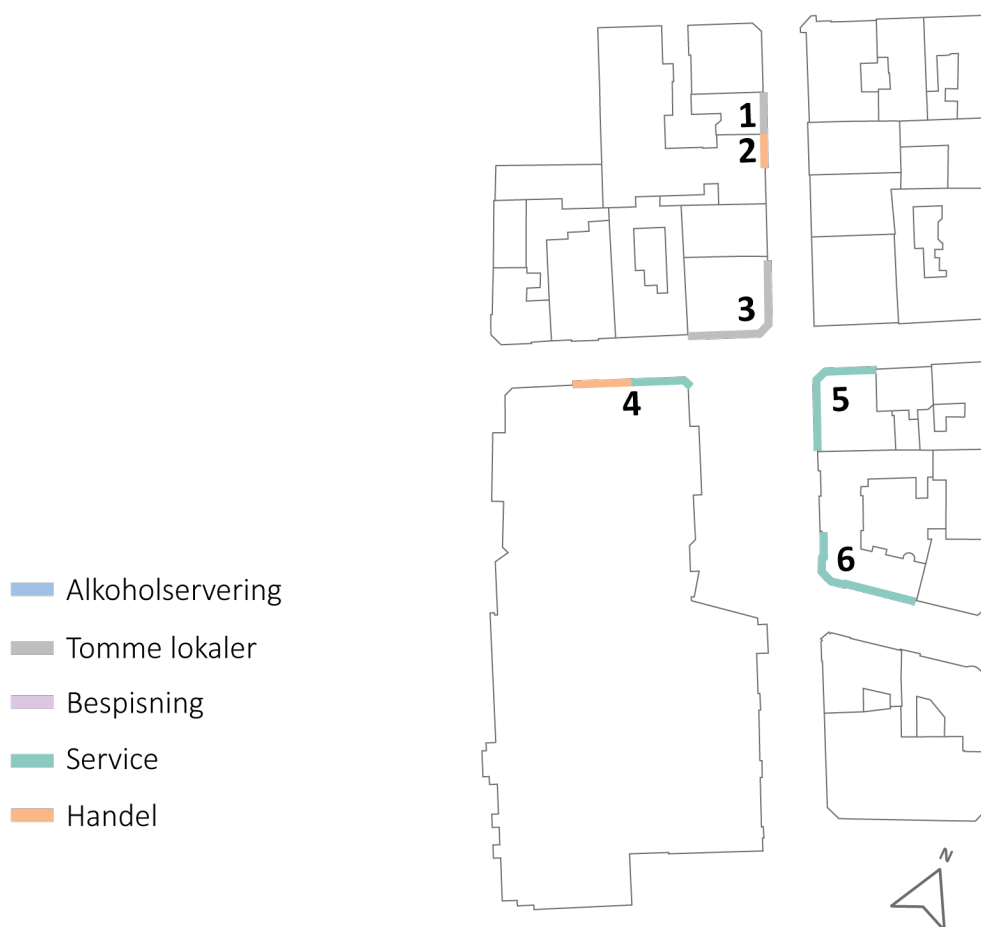 1
2
3
4
5
6
Alkoholservering
Tomme lokaler
Bespisning
Service
Handel
N